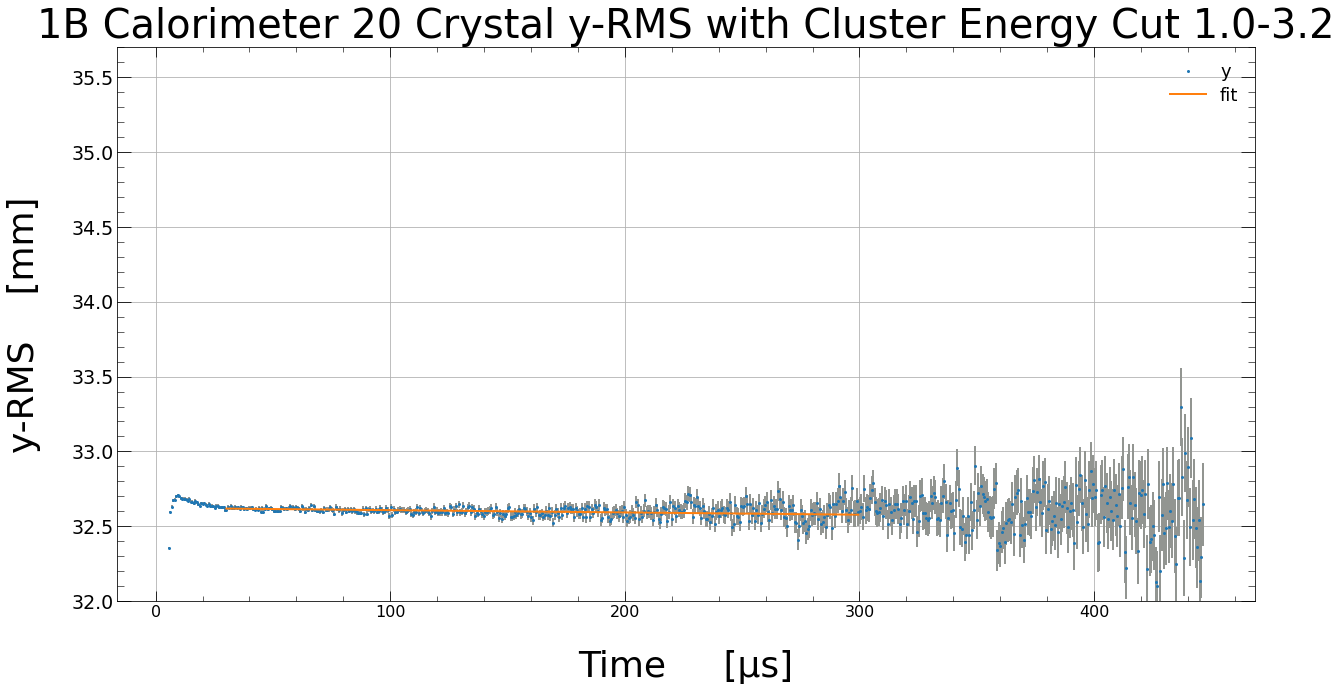 1B Calorimeter 20 Crystal y-RMS with Cluster Energy Cut 1.0-3.2
y
fit
35.5
35.0
34.5
34.0
33.5
33.0
32.5
32.0
y-RMS [mm]
0 100 200 300 400
Time [µs]